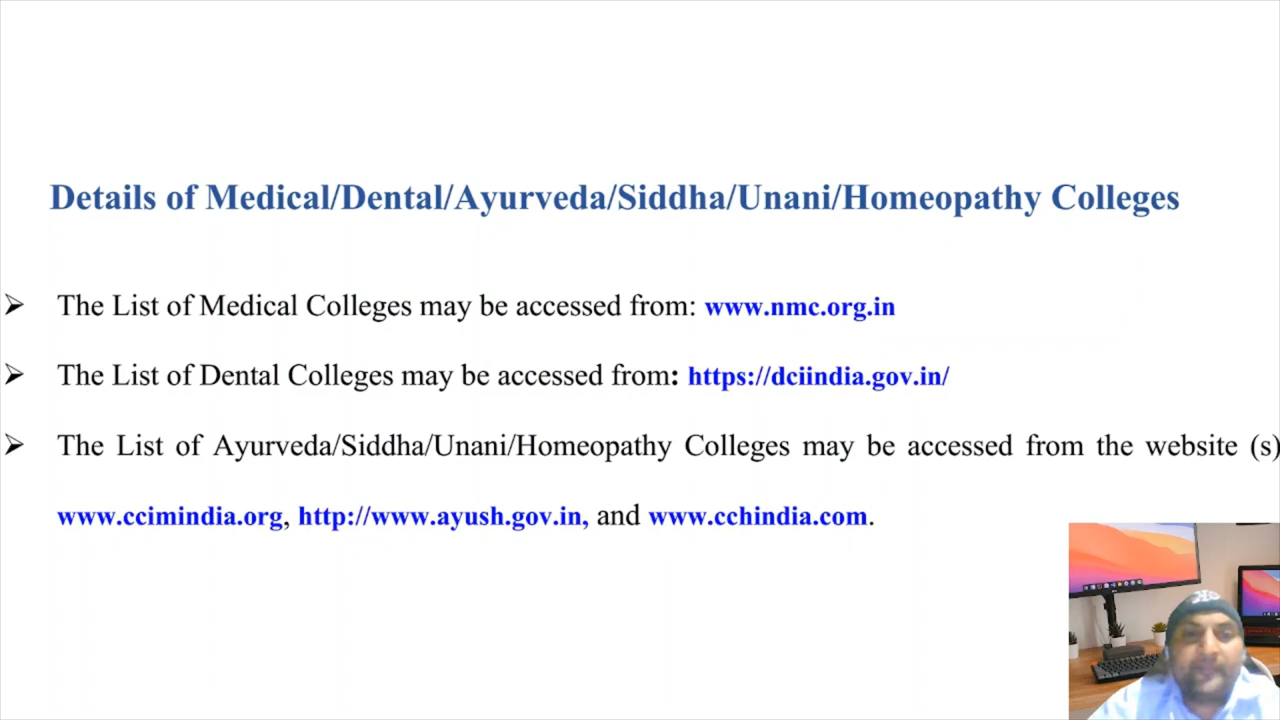 Details of Medical/Dental/Ayurveda/Siddha/Unani/Homeopathy Colleges
The List of Medical Colleges may be accessed from: www.nmc.org.in
The List of Dental Colleges may be accessed from: https://dciindia.gov.in/
The List of Ayurveda/Siddha/Unani/Homeopathy Colleges may be accessed from the website (s)
www.ccimindia.org, http://www.ayush.gov.in, and www.cchindia.com.